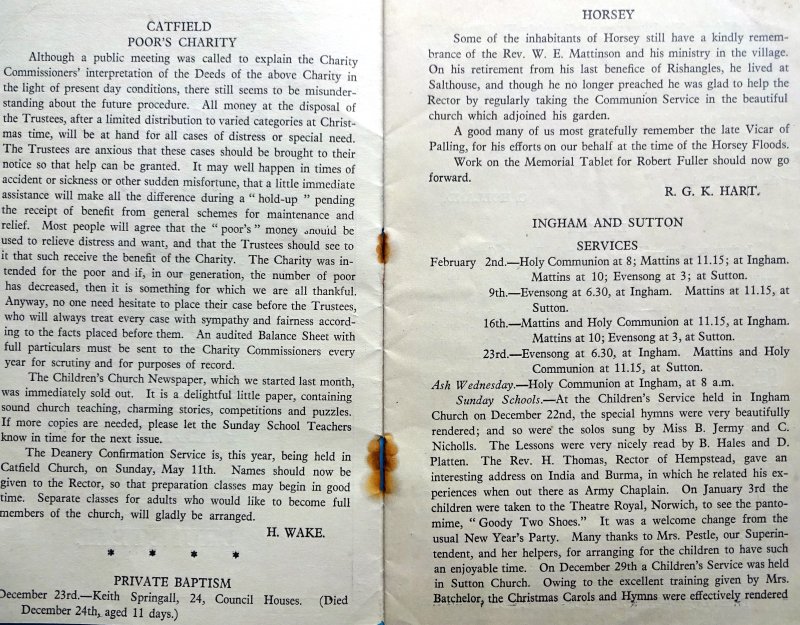 CATFIELD
POOR'S CHARITY
Although a public meeting was called to explain the Charity
Commissioners' interpretation of the Deeds of the above Charity in
the light of present day conditions, there still seems to be misunder-
standing about the future procedure. All money at the disposal of
the Trustees, after a limited distribution to varied categories at Christ-
mas time, will be at hand for all cases of distress or special need.
The Trustees are anxious that these cases should be brought to their
notice so that help can be granted. It may well happen in times of
accident or sickness or other sudden misfortune, that a little immediate
assistance will make all the difference during a "hold-up" pending
the receipt of benefit from general schemes for maintenance and
relief. Most people will agree that the "poor's" money should be
used to relieve distress and want, and that the Trustees should see to
it that such receive the benefit of the Charity. The Charity was in-
tended for the poor and if, in our generation, the number of poor
has decreased, then it is something for which we are all thankful.
Anyway, no one need hesitate to place their case before the Trustees,
who will always treat every case with sympathy and fairness accord-
ing to the facts placed before them. An audited Balance Sheet with
full particulars must be sent to the Charity Commissioners every
year for scrutiny and for purposes of record.
The Children's Church Newspaper, which we started last month,
was immediately sold out. It is a delightful little paper, containing
sound church teaching, charming stories, competitions and puzzles.
If more copies are needed, please let the Sunday School Teachers
know in time for the next issue.
The Deanery Confirmation Service is, this year, being held in
Catfield Church, on Sunday, May 11th. Names should now be
given to the Rector, so that preparation classes may begin in good
time. Separate classes for adults who would like to become full
members of the church, will gladly be arranged.
H. WAKE.
* * * *
PRIVATE BAPTISM
December 23rd.—Keith Springall, 24, Council Houses. (Died
December 24th, aged 11 days.)
HORSEY
Some of the inhabitants of Horsey still have a kindly remem-
brance of the Rev. W. E. Mattinson and his ministry in the village.
On his retirement from his last benefice of Rishangles, he lived at
Salthouse, and though he no longer preached he was glad to help the
Rector by regularly taking the Communion Service in the beautiful
church which adjoined his garden.
A good many of us most gratefully remember the late Vicar of
Palling, for his efforts on our behalf at the time of the Horsey Floods.
Work on the Memorial Tablet for Robert Fuller should now go
forward.
R. G. K. HART.
INGHAM AND SUTTON
SERVICES
February 2nd.—Holy Communion at 8; Mattins at 11.15; at Ingham.
Mattins at 10; Evensong at 3; at Sutton.
9th.—Evensong at 6.30, at Ingham. Mattins at 11.15, at
Sutton.
16th.—Mattins and Holy Communion at 11.15, at Ingham.
Mattins at 10; Evensong at 3, at Sutton.
23rd.—Evensong at 6.30, at Ingham. Mattins and Holy
Communion at 11.15, at Sutton.
Ash Wednesday.—Holy Communion at Ingham, at 8 a.m.
Sunday Schools.—At the Children's Service held in Ingham
Church on December 22nd, the special hymns were very beautifully
rendered; and so were the solos sung by Miss B. Jermy and C.
Nicholls. The Lessons were very nicely read by B. Hales and D.
Platten. The Rev. H. Thomas, Rector of Hempstead, gave an
interesting address on India and Burma, in which he related his ex-
periences when out there as Army Chaplain. On January 3rd the
children were taken to the Theatre Royal, Norwich, to see the panto-
mime, "Goody Two Shoes." It was a welcome change from the
usual New Year's Party. Many thanks to Mrs. Pestle, our Superin-
tendent, and her helpers, for arranging for the children to have such
an enjoyable time. On December 29th a Children's Service was held
in Sutton Church. Owing to the excellent training given by Mrs.
Batchelor, the Christmas Carols and Hymns were effectively rendered